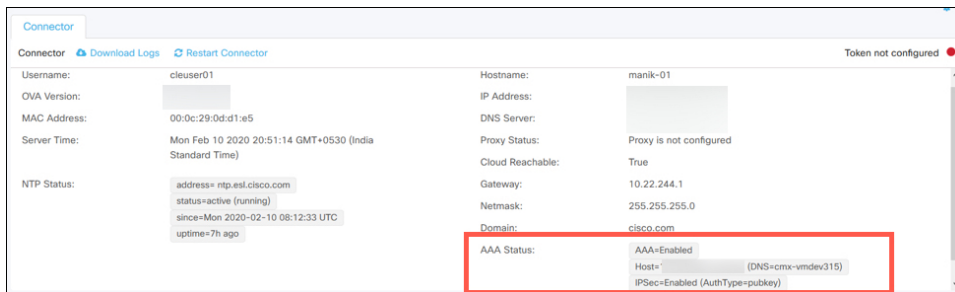 Connector
Connector Download Logs Restart Connector Token not configured
Username: cleuser01
OVA Version:
MAC Address: 00:0c:29:0d:d1:e5
Server Time: Mon Feb 10 2020 20:51:14 GMT+0530 (India
Standard Time)
NTP Status: address= ntp.esl.cisco.com
status=active (running)
since=Mon 2020-02-10 08:12:33 UTC
uptime=7h ago
Hostname: manik-01
IP Address:
DNS Server:
Proxy Status: Proxy is not configured
Cloud Reachable: True
Gateway: 10.22.244.1
Netmask: 255.255.255.0
Domain: cisco.com
AAA Status: AAA=Enabled
Host= (DNS=cmx-vmdev315)
IPSec=Enabled (AuthType=pubkey)